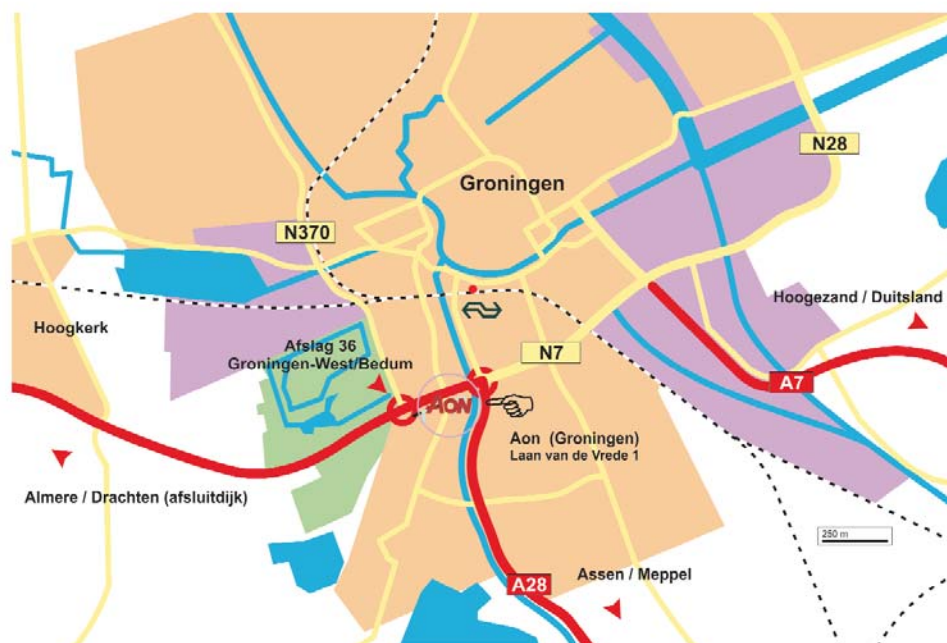 N28
Groningen
N370
Hoogezand / Duitsland
Hoogkerk
Afslag 36
Groningen-West/Bedum
N7
A7
AON
Aon (Groningen)
Laan van de Vrede 1
Almere / Drachten (afsluitdijk)
250 m
Assen / Meppel
A28